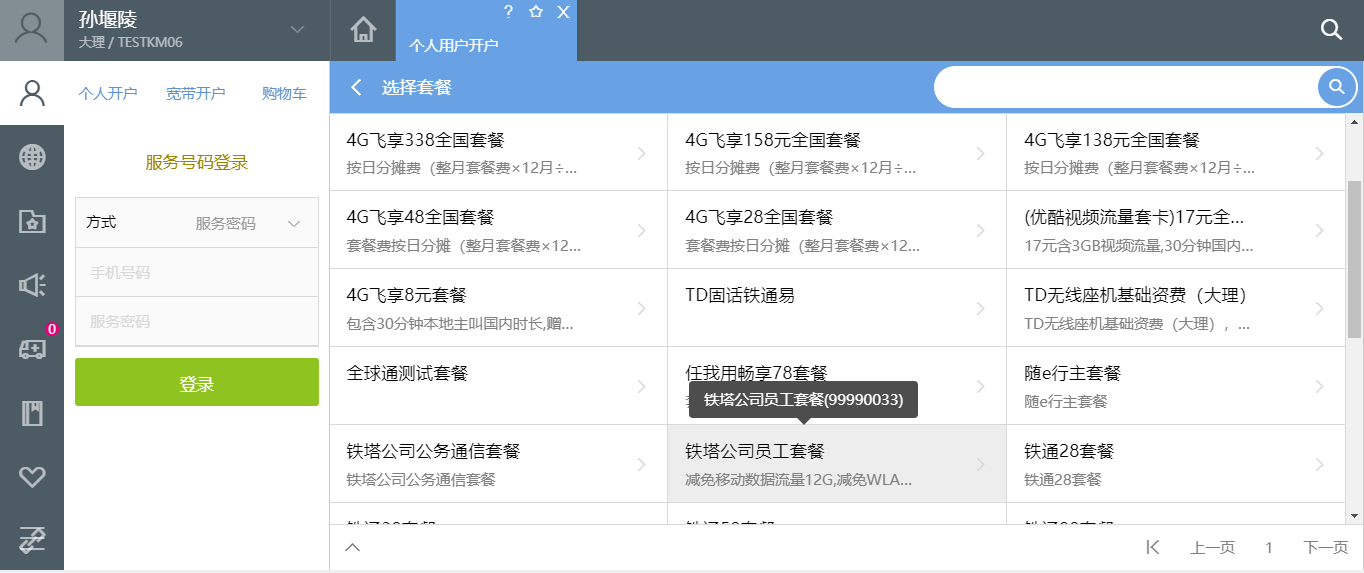 孙堰陵
大理 / TESTKM06
? X
个人用户开户
个人开户 宽带开户 购物车
服务号码登录
方式 服务密码
手机号码
服务密码
登录
0
选择套餐
4G飞享338全国套餐
按日分摊费（整月套餐费×12月÷...
4G飞享158元全国套餐
按日分摊费（整月套餐费×12月÷...
4G飞享138元全国套餐
按日分摊费（整月套餐费×12月÷...
4G飞享48全国套餐
套餐费按日分摊（整月套餐费×12...
4G飞享28全国套餐
套餐费按日分摊（整月套餐费×12...
(优酷视频流量套卡)17元全...
17元含3GB视频流量,30分钟国内...
4G飞享8元套餐
包含30分钟本地主叫国内时长,赠...
TD固话铁通易
TD无线座机基础资费（大理）
TD无线座机基础资费（大理），...
全球通测试套餐
任我用畅享78套餐
铁塔公司员工套餐(99990033)
随e行主套餐
随e行主套餐
铁塔公司公务通信套餐
铁塔公司公务通信套餐
铁塔公司员工套餐
减免移动数据流量12G,减免WLA...
铁通28套餐
铁通28套餐
上一页 1 下一页